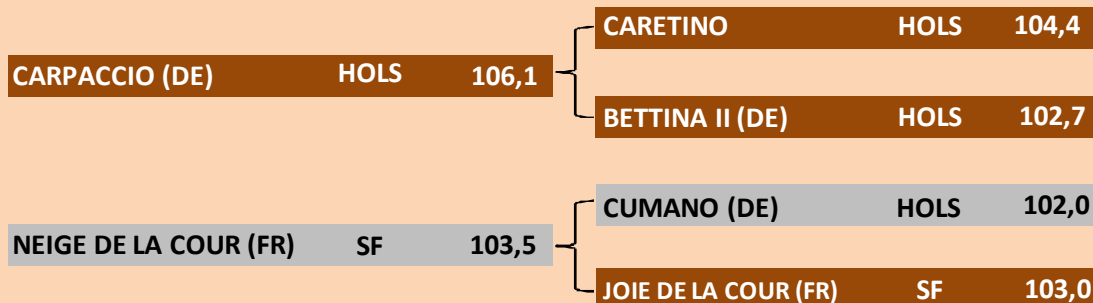 CARETINO HOLS 104,4
CARPACCIO (DE) HOLS 106,1
BETTINA II (DE) HOLS 102,7
CUMANO (DE) HOLS 102,0
NEIGE DE LA COUR (FR) SF 103,5
JOIE DE LA COUR (FR) SF 103,0